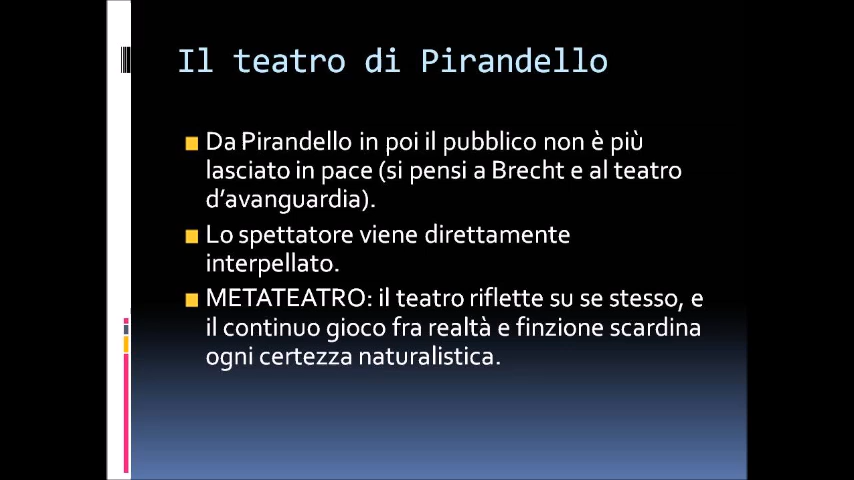 Il teatro di Pirandello
Da Pirandello in poi il pubblico non è più
lasciato in pace (si pensi a Brecht e al teatro
d’avanguardia).
Lo spettatore viene direttamente
interpellato.
METATEATRO: il teatro riflette su se stesso, e
il continuo gioco fra realtà e finzione scardina
ogni certezza naturalistica.